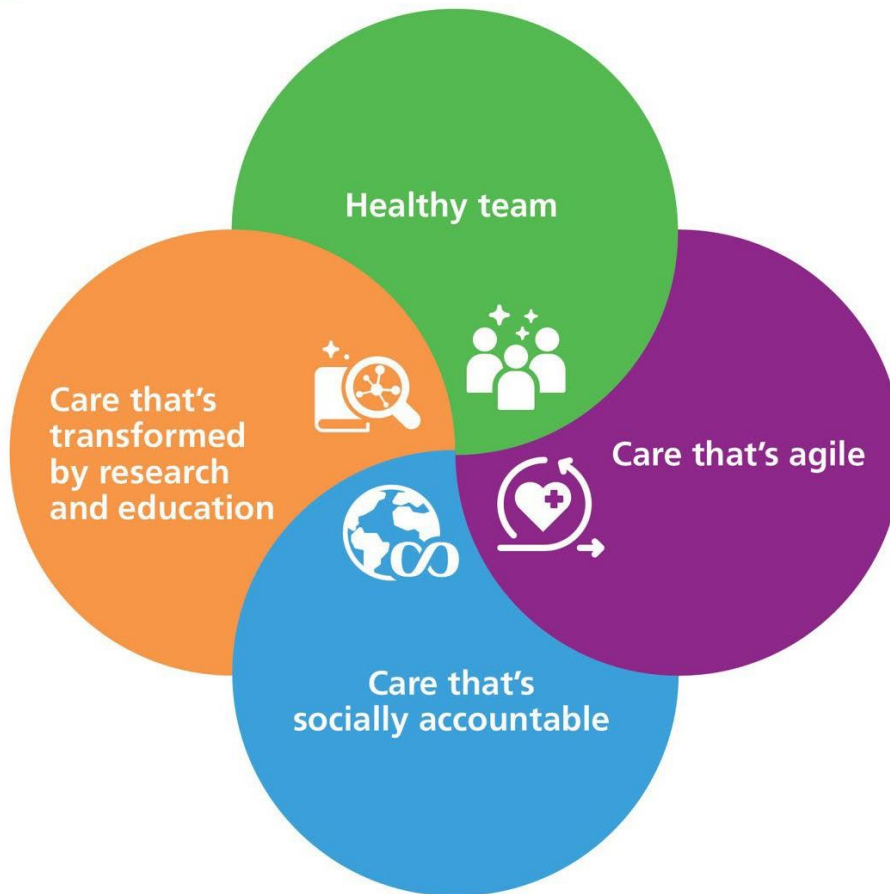 Healthy team
Care that's
transformed
by research
and education
Care that's agile
Care that's
socially accountable